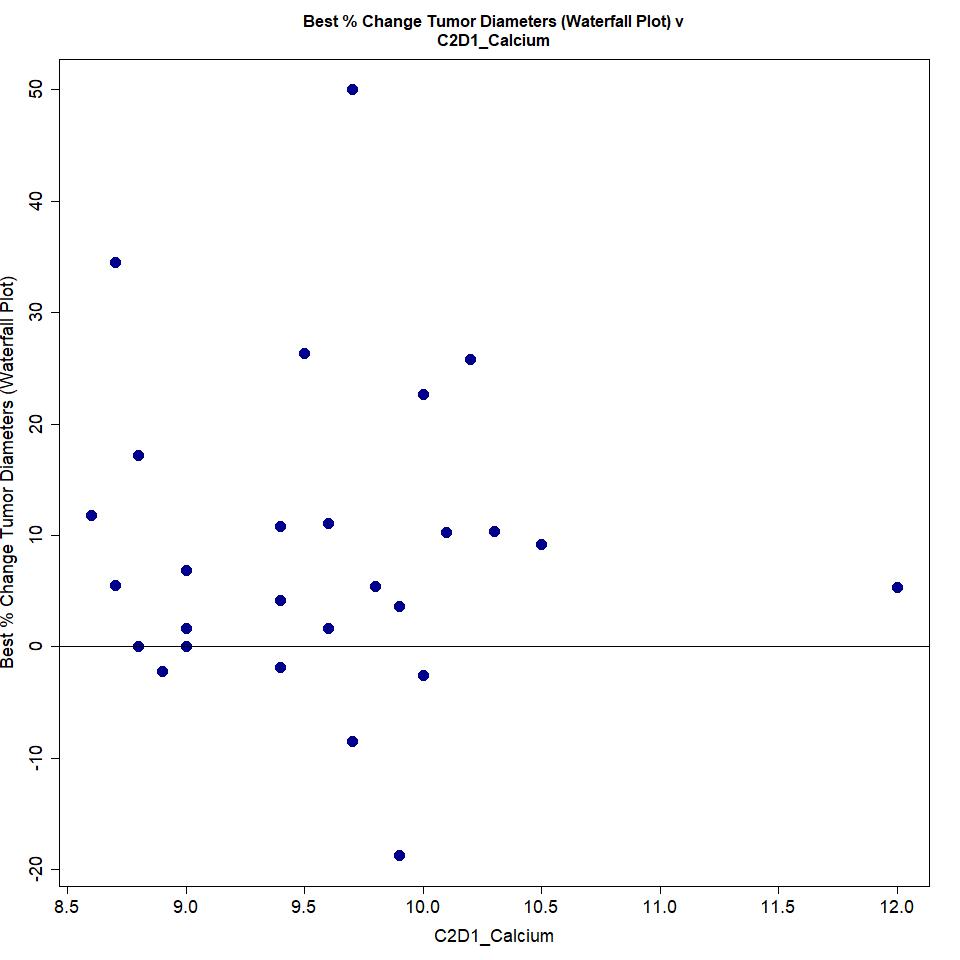 Best % Change Tumor Diameters (Waterfall Plot) v
C2D1_Calcium
Best % Change Tumor Diameters (Waterfall Plot)
50
40
30
20
10
0
-10
-20
8.5 9.0 9.5 10.0 10.5 11.0 11.5 12.0
C2D1_Calcium